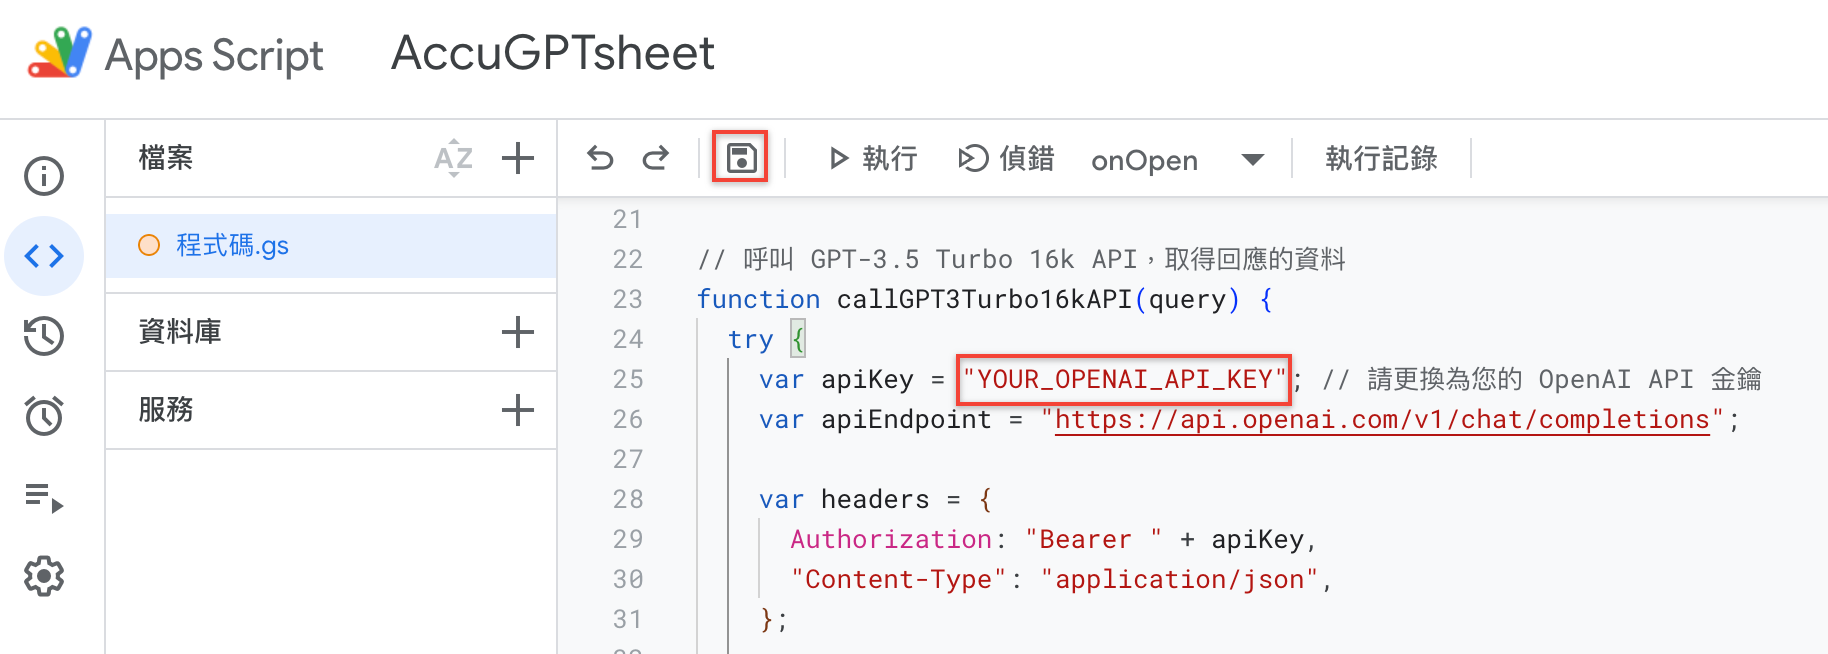 Apps Script AccuGPTsheet
檔案 AZ
執行 偵錯 onOpen 執行記錄
程式碼.gs
資料庫
服務
21
22 // 呼叫 GPT-3.5 Turbo 16k API，取得回應的資料
23 function callGPT3Turbo16kAPI(query) {
24 try {
25 var apiKey = "YOUR_OPENAI_API_KEY"; // 請更換為您的 OpenAI API 金鑰
26 var apiEndpoint = "https://api.openai.com/v1/chat/completions";
27
28 var headers = {
29 Authorization: "Bearer " + apiKey,
30 "Content-Type": "application/json",
31 };